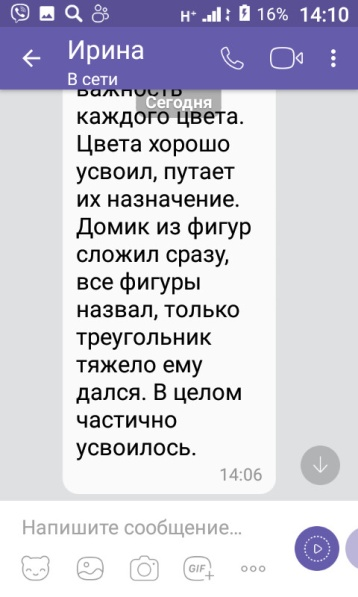 H+ 16% 14:10
Ирина
В сети
важность
Сегодня
каждого цвета.
Цвета хорошо
усвоил, путает
их назначение.
Домик из фигур
сложил сразу,
все фигуры
назвал, только
треугольник
тяжело ему
дался. В целом
частично
усвоилось.
14:06
Напишите сообщение...
GIF